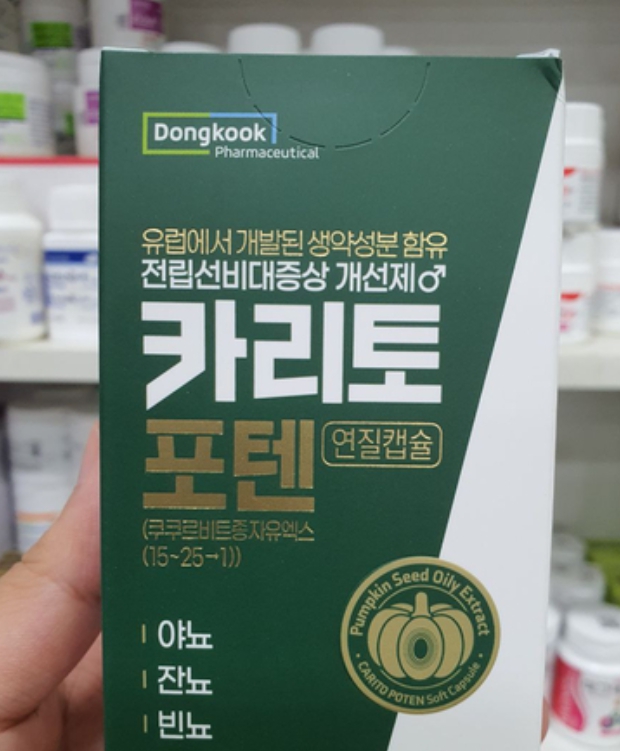 Dongkook
Pharmaceutical
유럽에서 개발된 생약성분 함유
전립선비대증상 개선제♂
카리토
포텐
연질캡슐
(쿠쿠르비트종자유엑스
(15~25→1))
야뇨
잔뇨
빈뇨
Pumpkin Seed Oily Extract
CARITO POTEN Soft Capsule